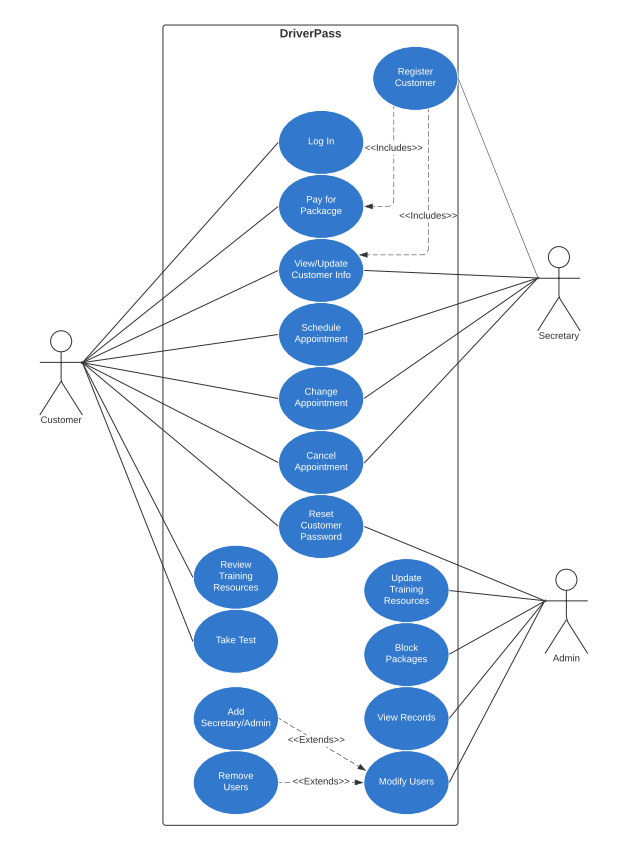 DriverPass
Register
Customer
Log In
<<Includes>>
Pay for
Packacge
<<Includes>>
View/Update
Customer Info
Schedule
Appointment
Secretary
Change
Appointment
Customer
Cancel
Appointment
Reset
Customer
Password
Review
Training
Resources
Update
Training
Resources
Take Test
Block
Packages
Admin
Add
Secretary/Admin
View Records
<<Extends>>
Remove
Users
<<Extends>>
Modify Users